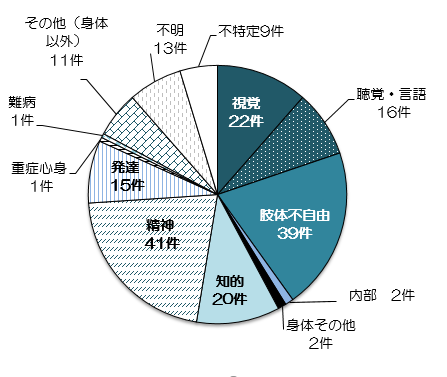 その他（身体
以外）
11件
不明
13件
不特定9件
視覚
22件
聴覚・言語
16件
難病
1件
重症心身
1件
発達
15件
肢体不自由
39件
精神
41件
知的
20件
内部　2件
身体その他
2件